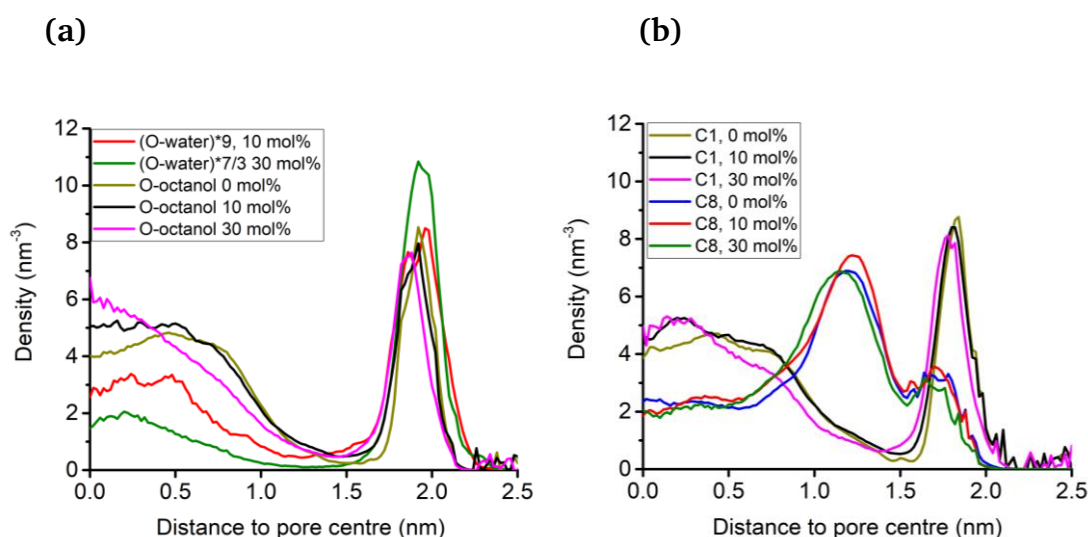 (a)
12
10
8
6
4
2
0
Density (nm-3)
(O-water)*9, 10 mol%
(O-water)*7/3 30 mol%
O-octanol 0 mol%
O-octanol 10 mol%
O-octanol 30 mol%
0.0 0.5 1.0 1.5 2.0 2.5
Distance to pore centre (nm)
(b)
12
10
8
6
4
2
0
Density (nm-3)
C1, 0 mol%
C1, 10 mol%
C1, 30 mol%
C8, 0 mol%
C8, 10 mol%
C8, 30 mol%
0.0 0.5 1.0 1.5 2.0 2.5
Distance to pore centre (nm)